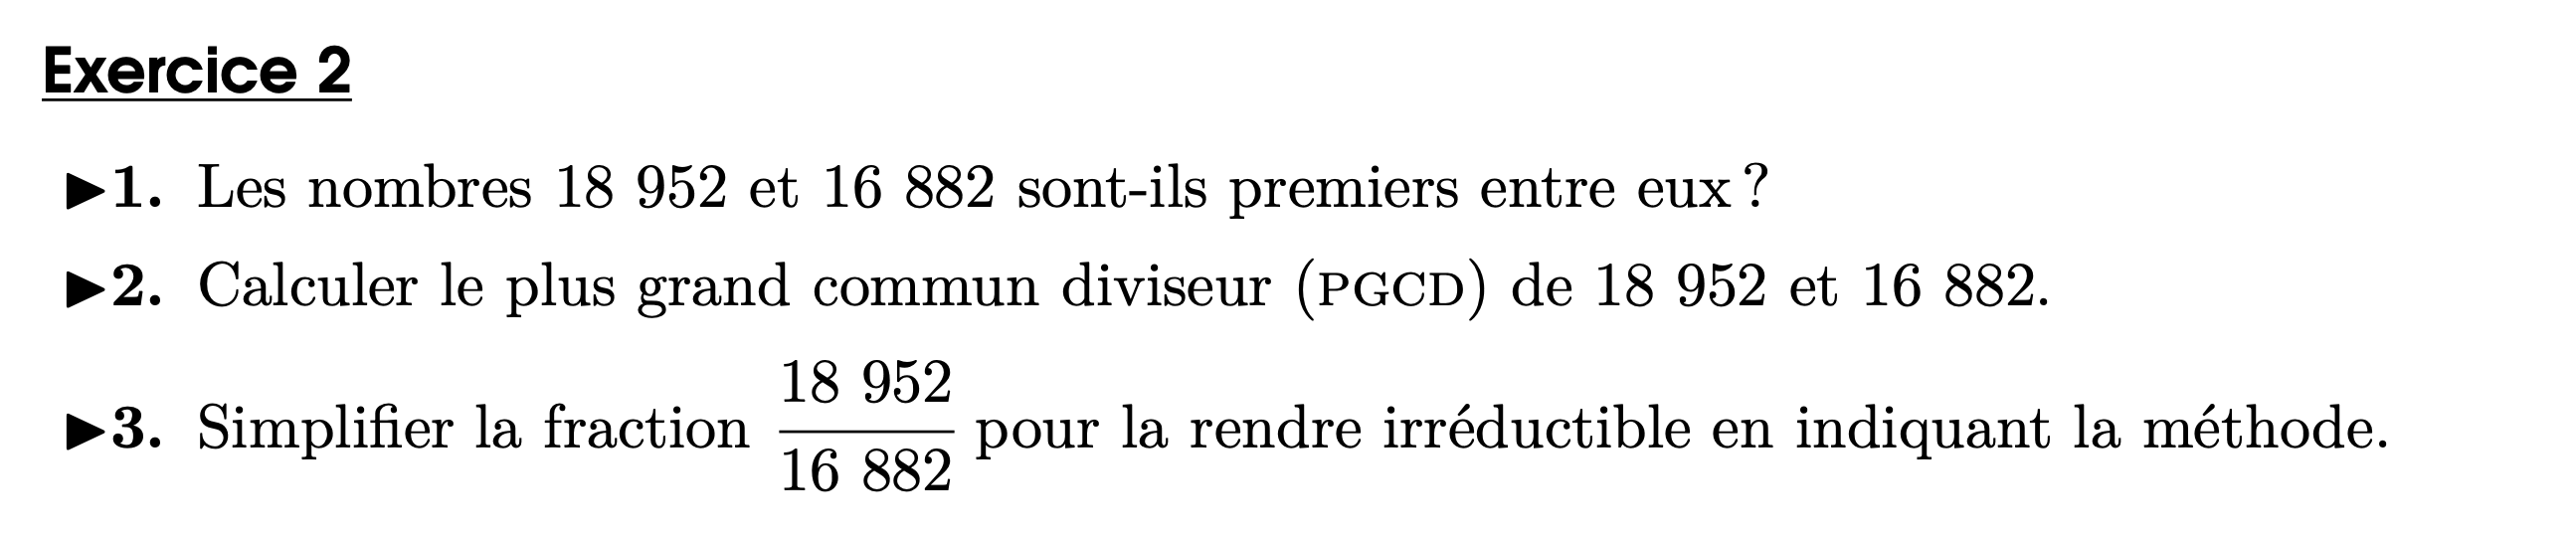 Exercice 2
▶1. Les nombres 18 952 et 16 882 sont-ils premiers entre eux ?
▶2. Calculer le plus grand commun diviseur (PGCD) de 18 952 et 16 882.
▶3. Simplifier la fraction 18 952/16 882 pour la rendre irréductible en indiquant la méthode.